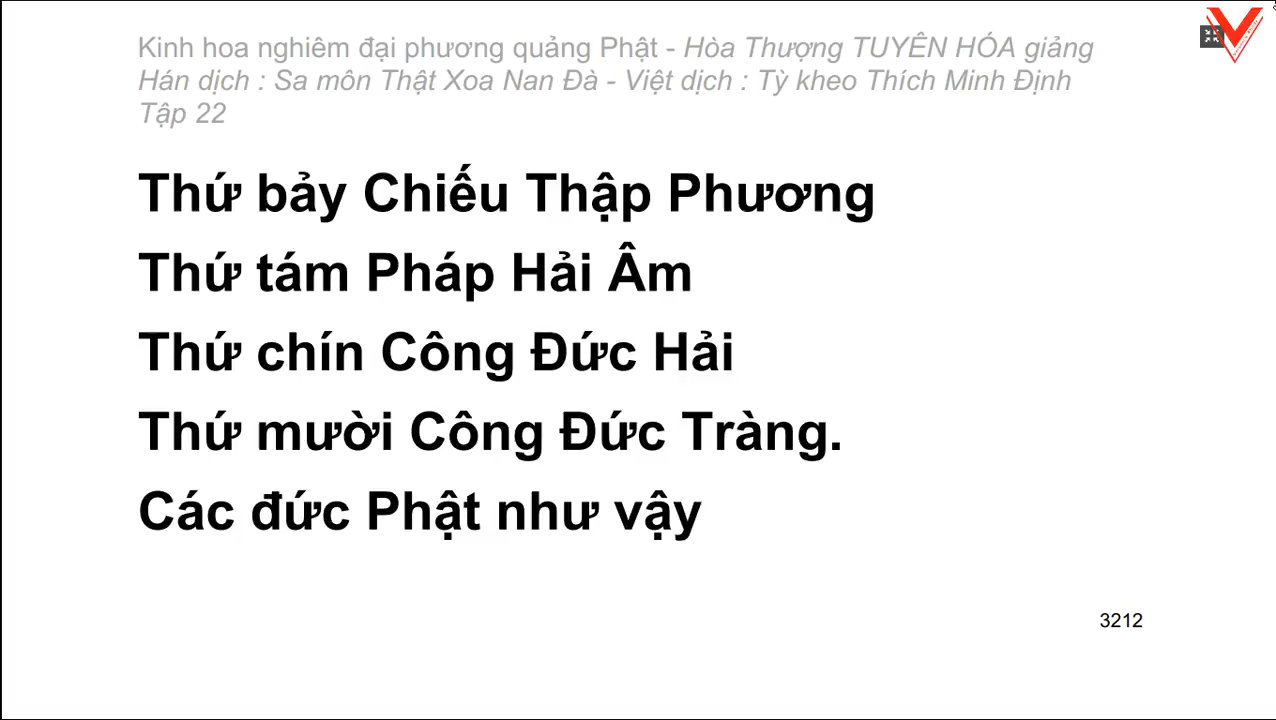 Kinh hoa nghiêm đại phương quảng Phật - Hòa Thượng TUYÊN HÓA giảng
Hán dịch : Sa môn Thật Xoa Nan Đà - Việt dịch : Tỳ kheo Thích Minh Định
Tập 22
Thứ bảy Chiếu Thập Phương
Thứ tám Pháp Hải Âm
Thứ chín Công Đức Hải
Thứ mười Công Đức Tràng.
Các đức Phật như vậy
3212